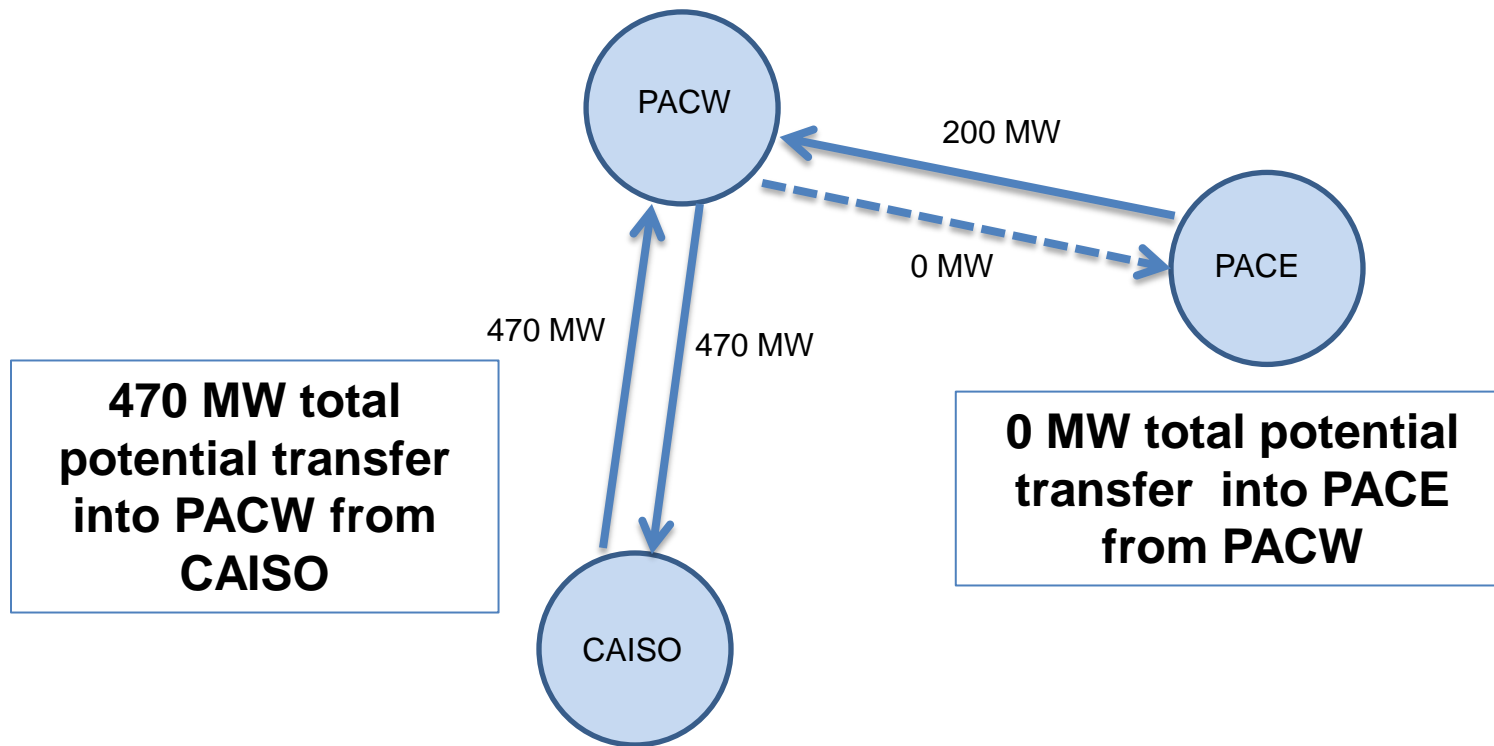 PACW
200 MW
0 MW
PACE
470 MW
470 MW
470 MW total
potential transfer
into PACW from
CAISO
0 MW total potential
transfer  into PACE
from PACW
CAISO